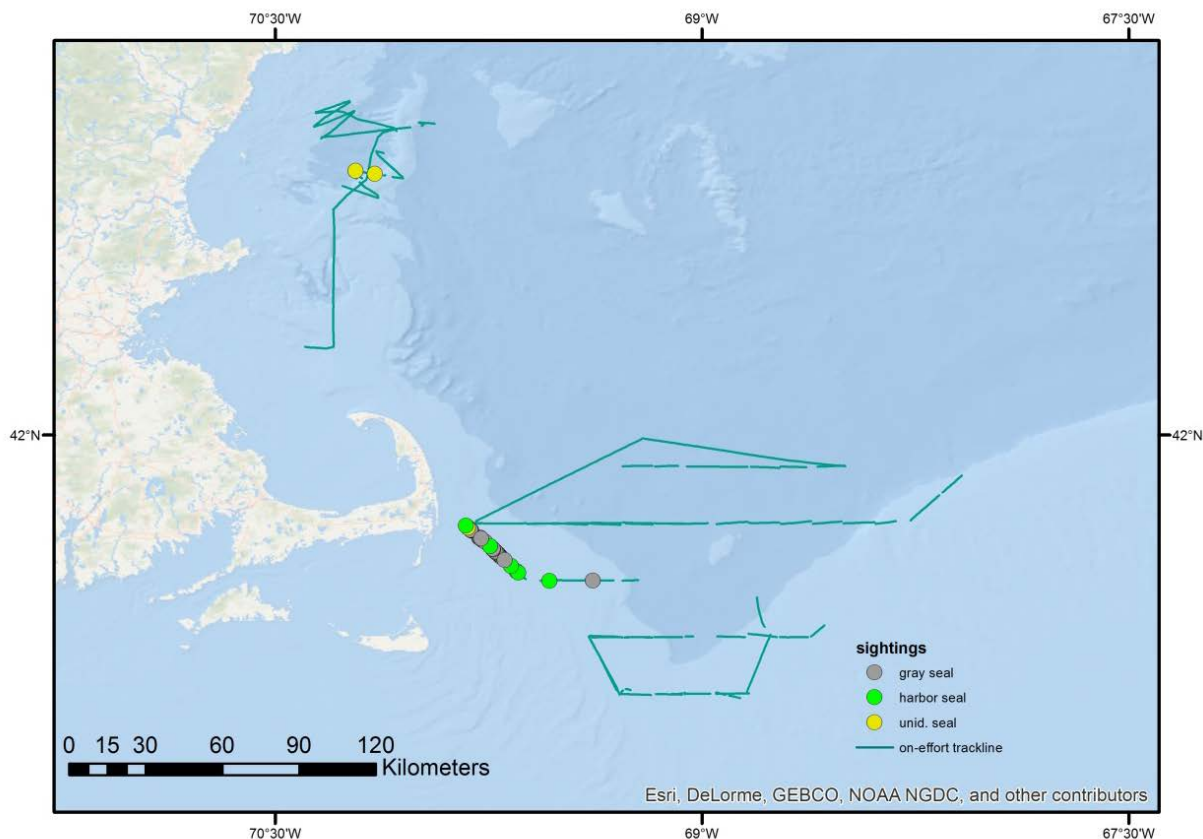 70°30'W 69°W 67°30'W
42°N 42°N
sightings
gray seal
harbor seal
unid. seal
on-effort trackline
0 15 30 60 90 120
Kilometers
Esri, DeLorme, GEBCO, NOAA NGDC, and other contributors
70°30'W 69°W 67°30'W